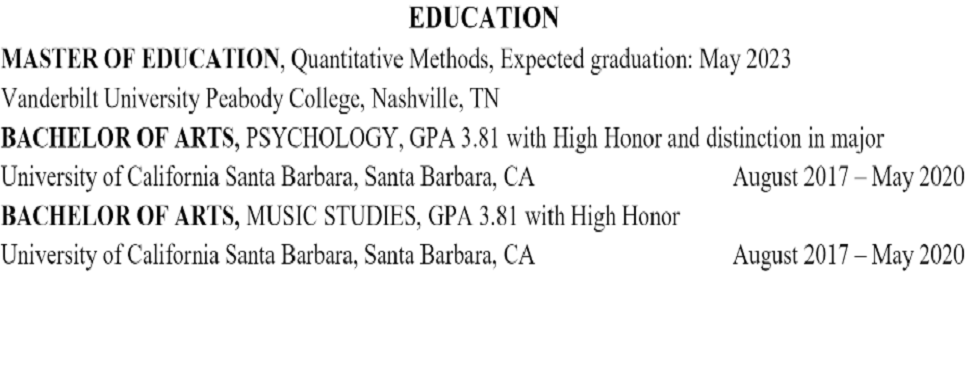 EDUCATION
MASTER OF EDUCATION, Quantitative Methods, Expected graduation: May 2023
Vanderbilt University Peabody College, Nashville, TN
BACHELOR OF ARTS, PSYCHOLOGY, GPA 3.81 with High Honor and distinction in major
University of California Santa Barbara, Santa Barbara, CA August 2017 – May 2020
BACHELOR OF ARTS, MUSIC STUDIES, GPA 3.81 with High Honor
University of California Santa Barbara, Santa Barbara, CA August 2017 – May 2020